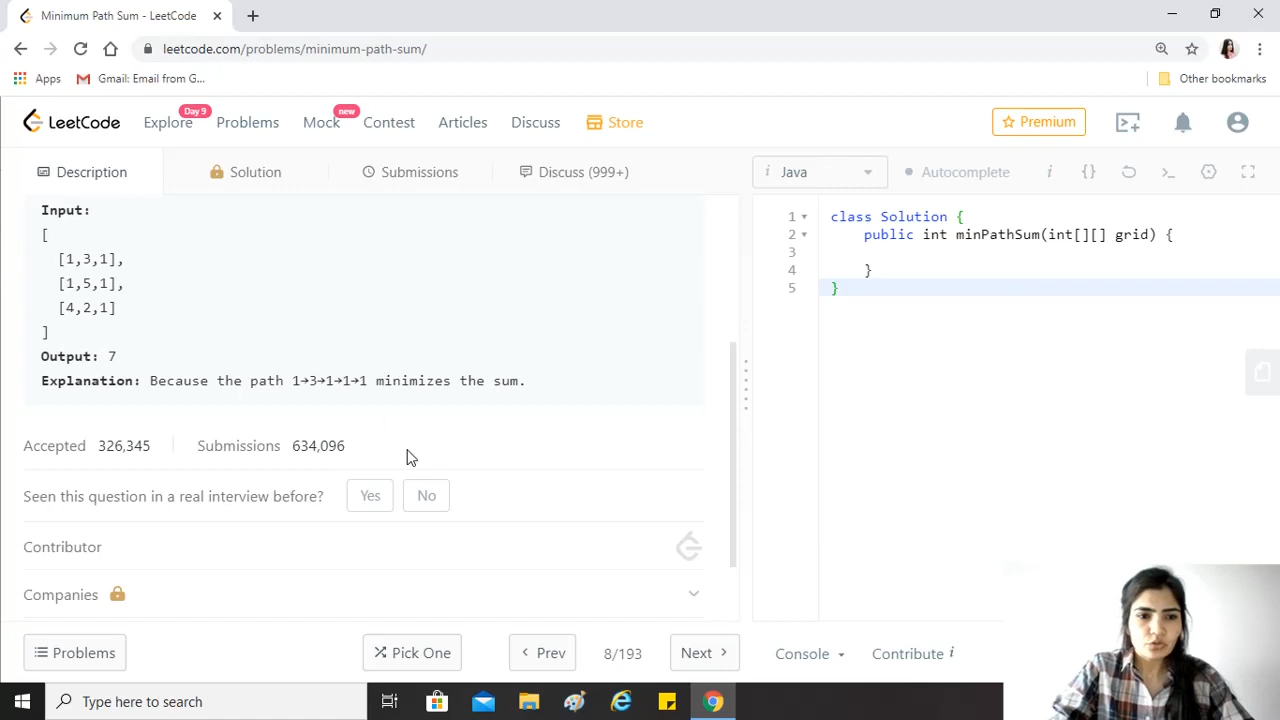 Minimum Path Sum - LeetCode
leetcode.com/problems/minimum-path-sum/
Apps Gmail: Email from G... Other bookmarks
LeetCode Explore Day 9 Problems Mock new Contest Articles Discuss Store Premium
Description Solution Submissions Discuss (999+) i Java Autocomplete i {}
Input:
[
[1,3,1],
[1,5,1],
[4,2,1]
]
Output: 7
Explanation: Because the path 1→3→1→1→1 minimizes the sum.
Accepted 326,345 Submissions 634,096
Seen this question in a real interview before? Yes No
Contributor
Companies
Problems Pick One Prev 8/193 Next
1 class Solution {
2 public int minPathSum(int[][] grid) {
3
4 }
5 }
Console Contribute i
Type here to search